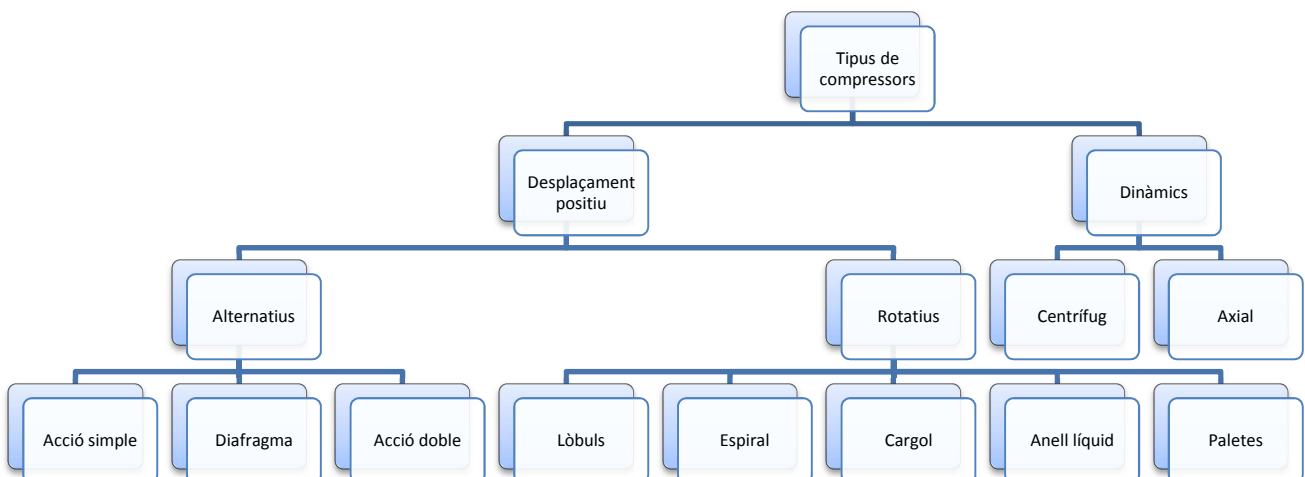 Tipus de
compressors
Desplaçament
positiu
Dinàmics
Alternatius
Rotatius
Centrífug
Axial
Acció simple
Diafragma
Acció doble
Lòbuls
Espiral
Cargol
Anell líquid
Paletes